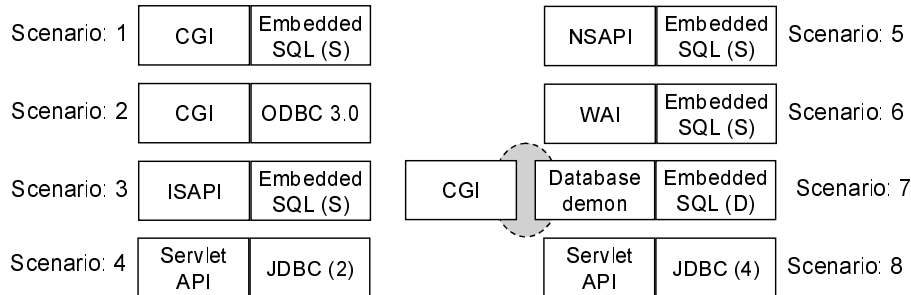 Scenario: 1
CGI
Embedded
SQL (S)
NSAPI
Embedded
SQL (S)
Scenario: 5
Scenario: 2
CGI
ODBC 3.0
WAI
Embedded
SQL (S)
Scenario: 6
Scenario: 3
ISAPI
Embedded
SQL (S)
CGI
Database
demon
Embedded
SQL (D)
Scenario: 7
Scenario: 4
Servlet
API
JDBC (2)
Servlet
API
JDBC (4)
Scenario: 8